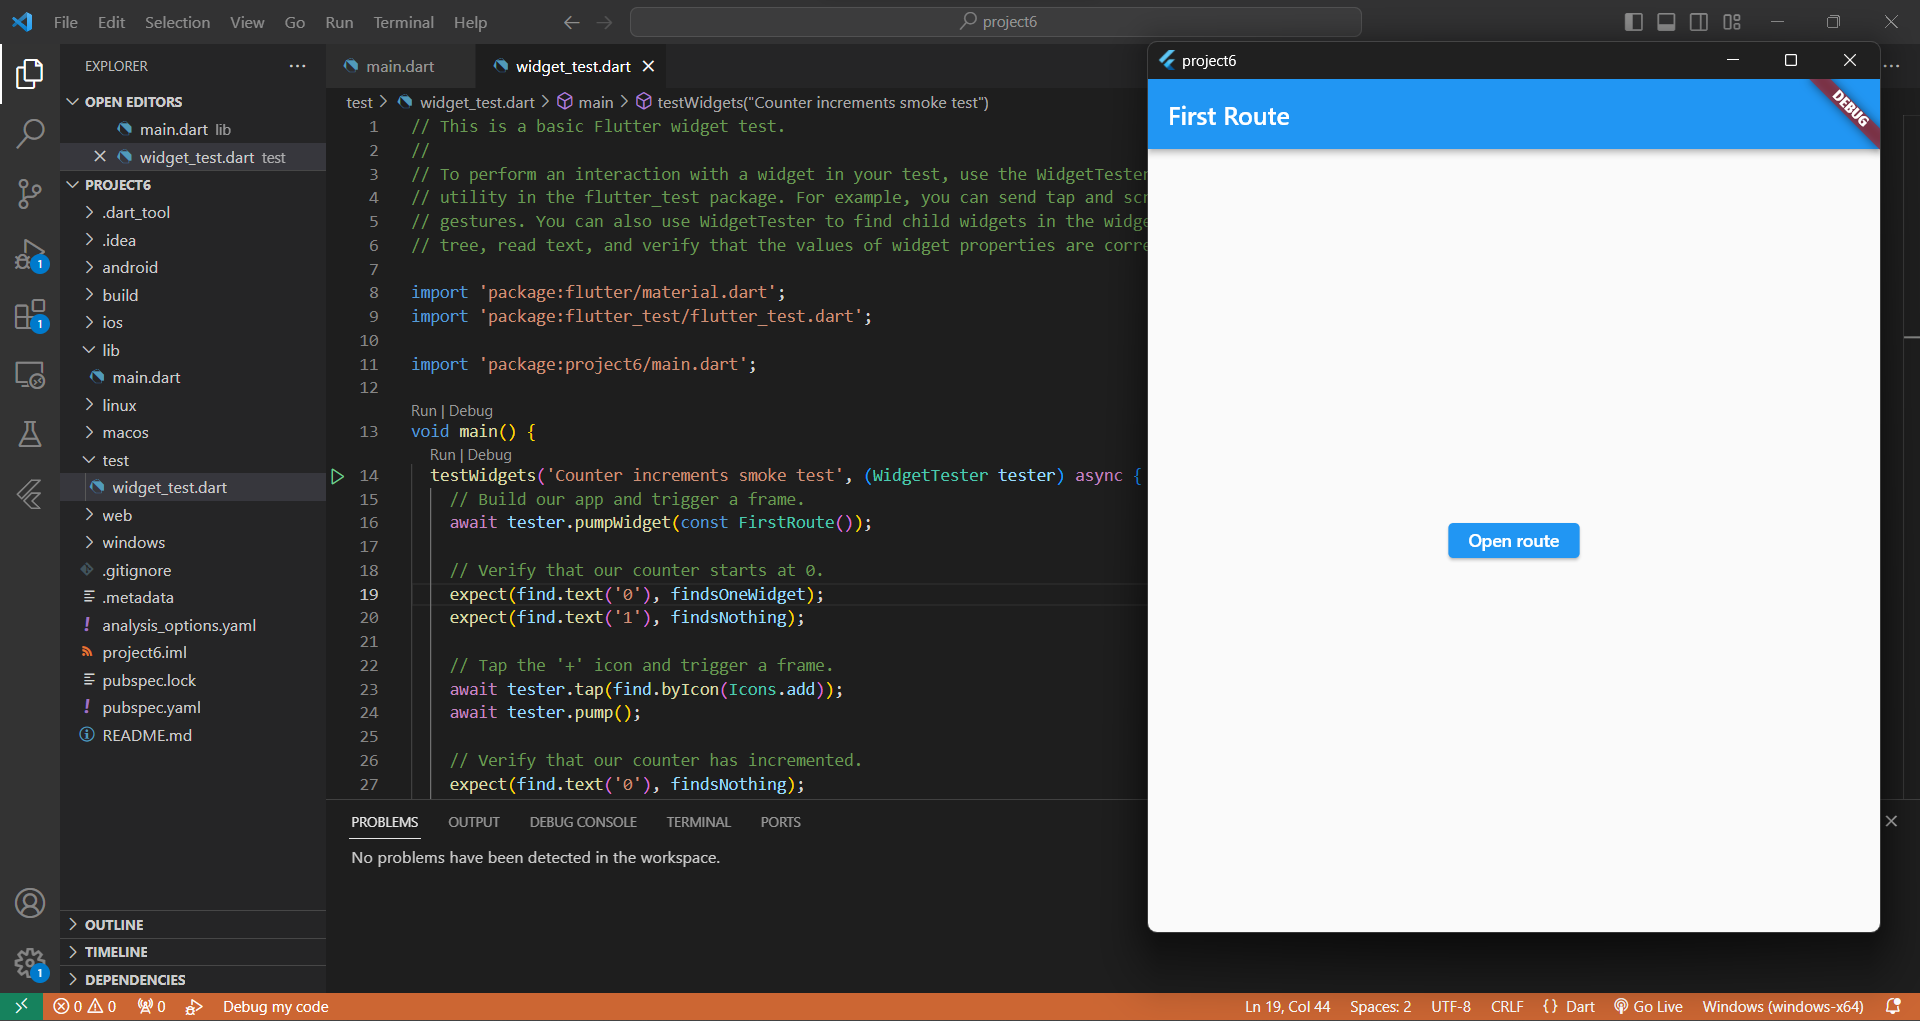 File Edit Selection View Go Run Terminal Help
project6
EXPLORER
OPEN EDITORS
main.dart lib
widget_test.dart test
PROJECT6
.dart_tool
.idea
android
build
ios
lib
main.dart
linux
macos
test
widget_test.dart
web
windows
.gitignore
.metadata
analysis_options.yaml
project6.iml
pubspec.lock
pubspec.yaml
README.md
OUTLINE
TIMELINE
DEPENDENCIES
1
1
1
main.dart
widget_test.dart
test > widget_test.dart > main > testWidgets("Counter increments smoke test")
1 // This is a basic Flutter widget test.
2 //
3 // To perform an interaction with a widget in your test, use the WidgetTester
4 // utility in the flutter_test package. For example, you can send tap and scr
5 // gestures. You can also use WidgetTester to find child widgets in the widge
6 // tree, read text, and verify that the values of widget properties are corre
7
8 import 'package:flutter/material.dart';
9 import 'package:flutter_test/flutter_test.dart';
10
11 import 'package:project6/main.dart';
12
Run | Debug
13 void main() {
Run | Debug
14 testWidgets('Counter increments smoke test', (WidgetTester tester) async {
15 // Build our app and trigger a frame.
16 await tester.pumpWidget(const FirstRoute());
17
18 // Verify that our counter starts at 0.
19 expect(find.text('0'), findsOneWidget);
20 expect(find.text('1'), findsNothing);
21
22 // Tap the '+' icon and trigger a frame.
23 await tester.tap(find.byIcon(Icons.add));
24 await tester.pump();
25
26 // Verify that our counter has incremented.
27 expect(find.text('0'), findsNothing);
PROBLEMS OUTPUT DEBUG CONSOLE TERMINAL PORTS
No problems have been detected in the workspace.
project6
First Route
DEBUG
Open route
0 0 0 Debug my code
Ln 19, Col 44 Spaces: 2 UTF-8 CRLF {} Dart Go Live Windows (windows-x64)